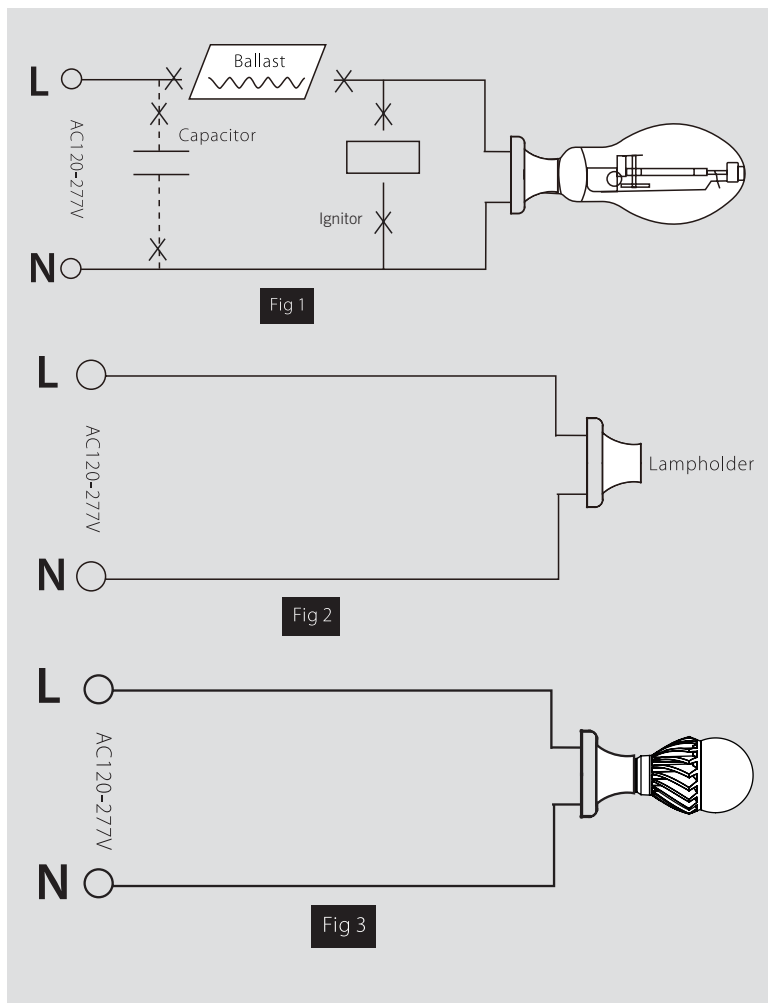 L
Ballast
AC120-277V
Capacitor
Ignitor
N
Fig 1
L
AC120-277V
Lampholder
N
Fig 2
L
AC120-277V
N
Fig 3